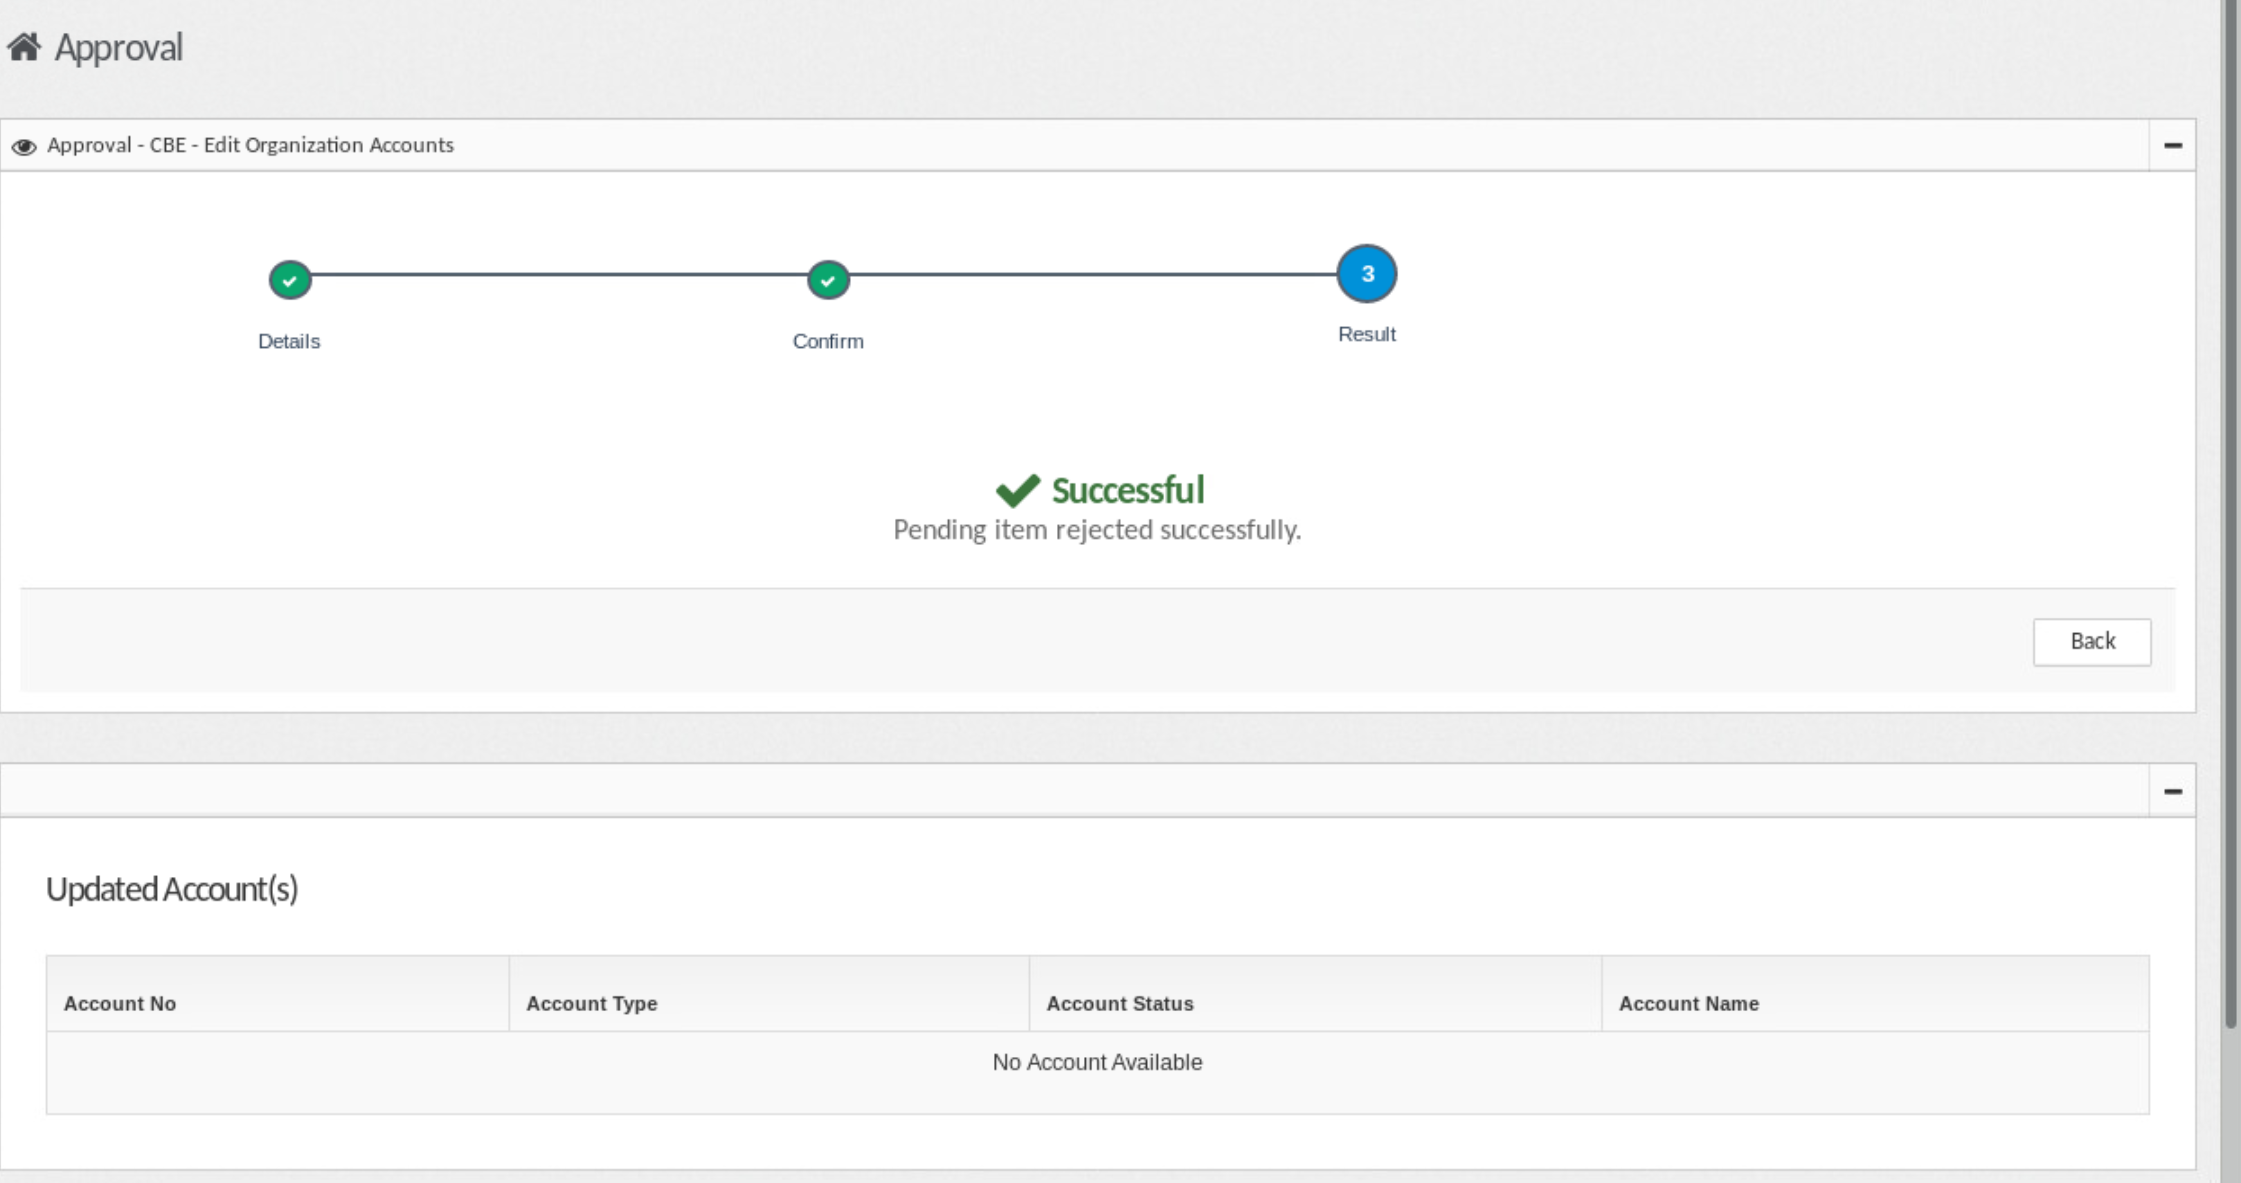 Approval
Approval - CBE - Edit Organization Accounts
3
Details
Confirm
Result
Successful
Pending item rejected successfully.
Back
Updated Account(s)
Account No
Account Type
Account Status
Account Name
No Account Available